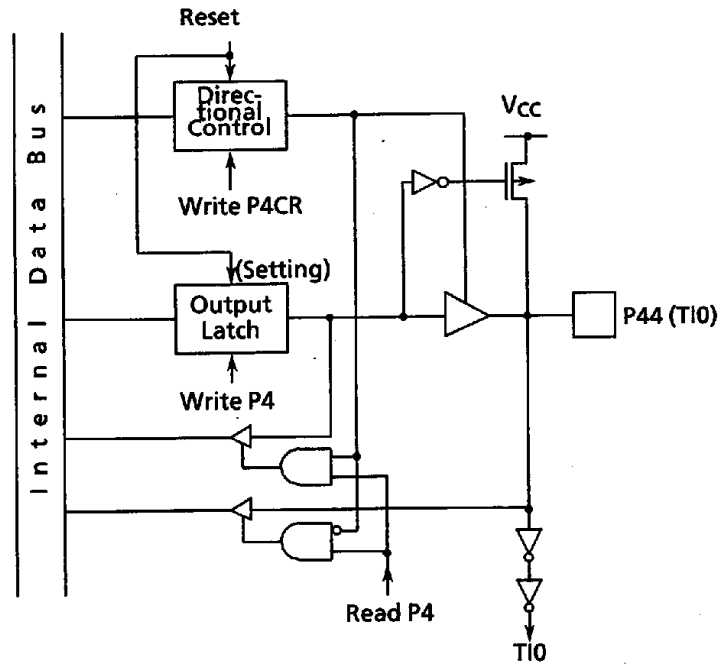 Reset
Internal Data Bus
Direc-
tional
Control
Vcc
Write P4CR
(Setting)
Output
Latch
P44 (TI0)
Write P4
Read P4
TI0